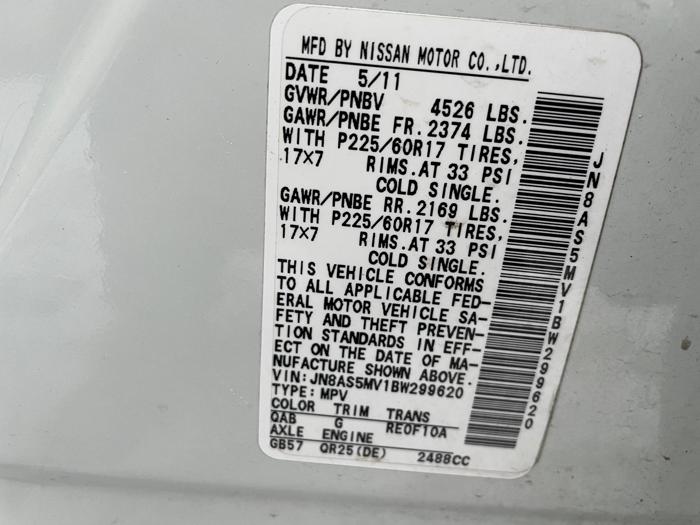 MFD BY NISSAN MOTOR CO.,LTD.
DATE 5/11
GVWR/PNBV 4526 LBS.
GAWR/PNBE FR. 2374 LBS.
WITH P225/60R17 TIRES,
17X7 RIMS.AT 33 PSI
COLD SINGLE.
GAWR/PNBE RR. 2169 LBS.
WITH P225/60R17 TIRES,
17X7 RIMS.AT 33 PSI
COLD SINGLE.
THIS VEHICLE CONFORMS
TO ALL APPLICABLE FED-
ERAL MOTOR VEHICLE SA-
FETY AND THEFT PREVEN-
TION STANDARDS IN EFF-
ECT ON THE DATE OF MA-
NUFACTURE SHOWN ABOVE.
VIN:JN8AS5MV1BW299620
TYPE:MPV
COLOR TRIM TRANS
QAB G RE0F10A
AXLE ENGINE
GB57 QR25(DE) 2488CC
JN8AS5MV1BW299620